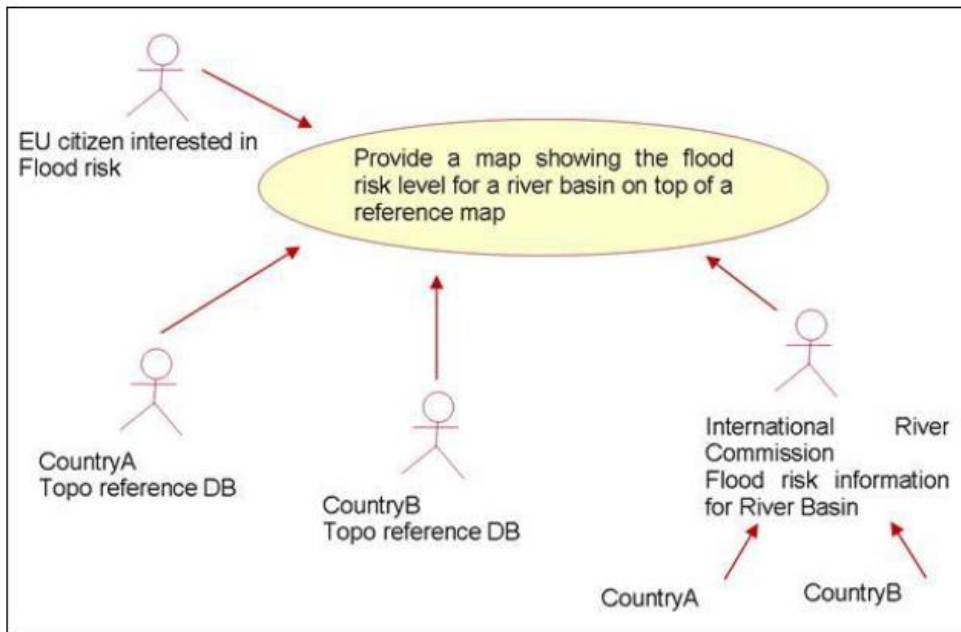 EU citizen interested in
Flood risk
Provide a map showing the flood
risk level for a river basin on top of a
reference map
CountryA
Topo reference DB
CountryB
Topo reference DB
International River
Commission
Flood risk information
for River Basin
CountryA
CountryB